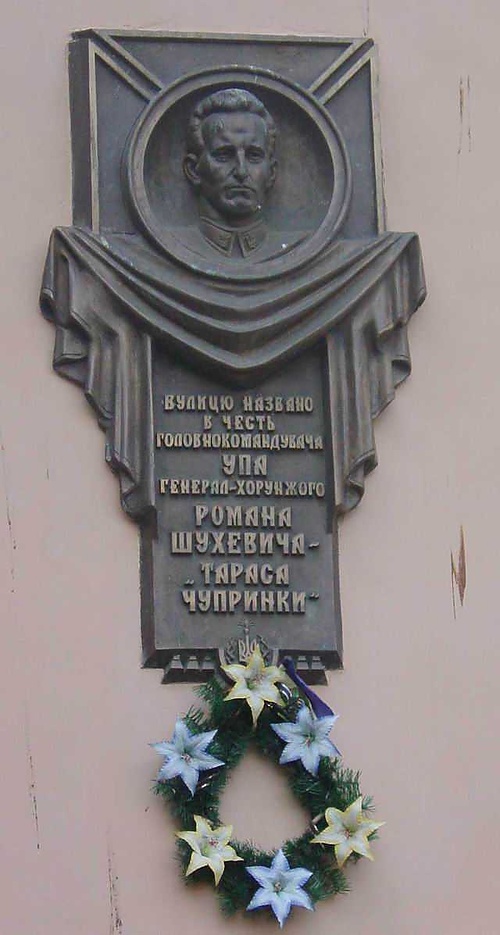 ВУЛИЦЮ НАЗВАНО
В ЧЕСТЬ
ГОЛОВНОКОМАНДУВАЧА
УПА
ГЕНЕРАЛ-ХОРУНЖОГО
РОМАНА
ШУХЕВИЧА-
„ТАРАСА
ЧУПРИНКИ"